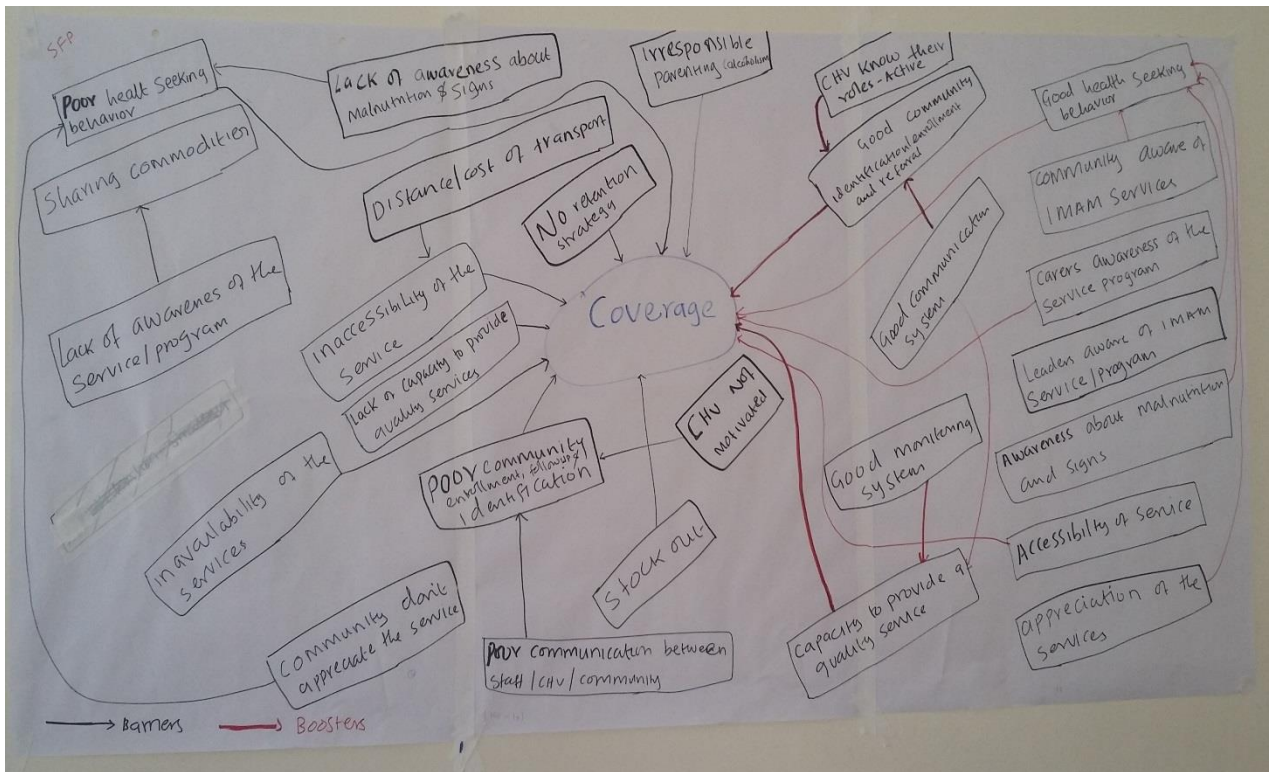 SFP
Poor healt seeking
behavior
Lack of awareness about
malnutrition & signs
Irresponsible
parenting (alcoholism)
CHV Know their
roles-Active
Good health seeking
behavior
Sharing commodities
Distance/cost of transport
No retention
strategy
Good community
identification/enrollment
and referral
Community aware of
IMAM Services
Lack of awarenes of the
service/program
inaccessibility of the
service
Coverage
Good communication
system
Carers awareness of the
Service program
Lack of capacity to provide
quality services
Leaders aware of IMAM
Service/program
CHV Not
motivated
Poor community
enrollment, followup &
identification
Good monitoring
system
Awareness about malnutrition
and signs
inavailability of the
services
Stock out
Accessibilty of service
Community don't
appreciate the service
Poor communication between
staff/CHV/community
Capacity to provide a
quality service
appreciation of the
services
Barriers
Boosters